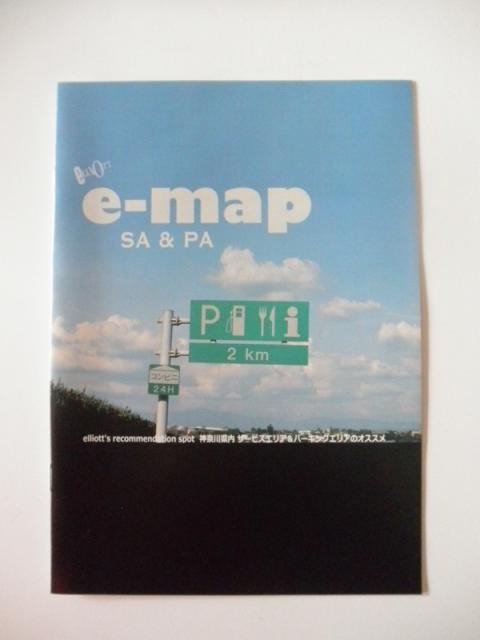 elliott
e-map
SA & PA
P i
2 km
コンビニ
24H
elliott's recommendation spot 神奈川県内 サービスエリア&パーキングエリアのオススメ